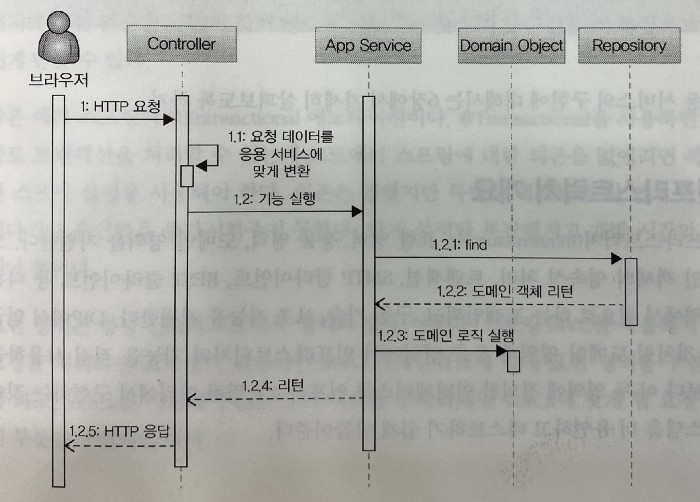 Controller
App Service
Domain Object
Repository
브라우저
1: HTTP 요청
1.1: 요청 데이터를
응용 서비스에
맞게 변환
1.2: 기능 실행
1.2.1: find
1.2.2: 도메인 객체 리턴
1.2.3: 도메인 로직 실행
1.2.4: 리턴
1.2.5: HTTP 응답